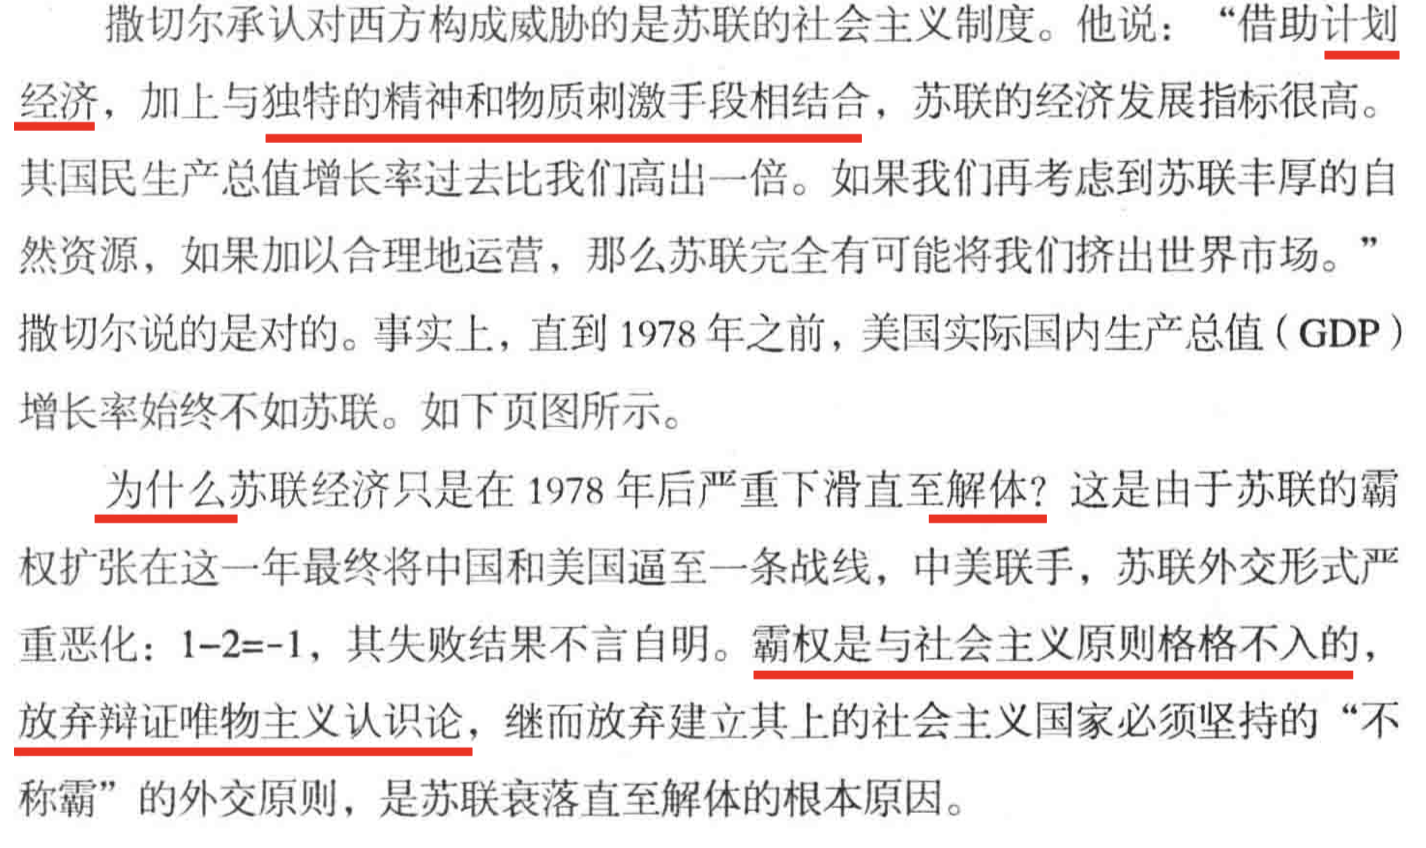 撒切尔承认对西方构成威胁的是苏联的社会主义制度。他说：“借助计划
经济，加上与独特的精神和物质刺激手段相结合，苏联的经济发展指标很高。
其国民生产总值增长率过去比我们高出一倍。如果我们再考虑到苏联丰厚的自
然资源，如果加以合理地运营，那么苏联完全有可能将我们挤出世界市场。”
撒切尔说的是对的。事实上，直到 1978 年之前，美国实际国内生产总值（GDP）
增长率始终不如苏联。如下页图所示。
为什么苏联经济只是在 1978 年后严重下滑直至解体？这是由于苏联的霸
权扩张在这一年最终将中国和美国逼至一条战线，中美联手，苏联外交形式严
重恶化：1-2=-1，其失败结果不言自明。霸权是与社会主义原则格格不入的，
放弃辩证唯物主义认识论，继而放弃建立其上的社会主义国家必须坚持的“不
称霸”的外交原则，是苏联衰落直至解体的根本原因。